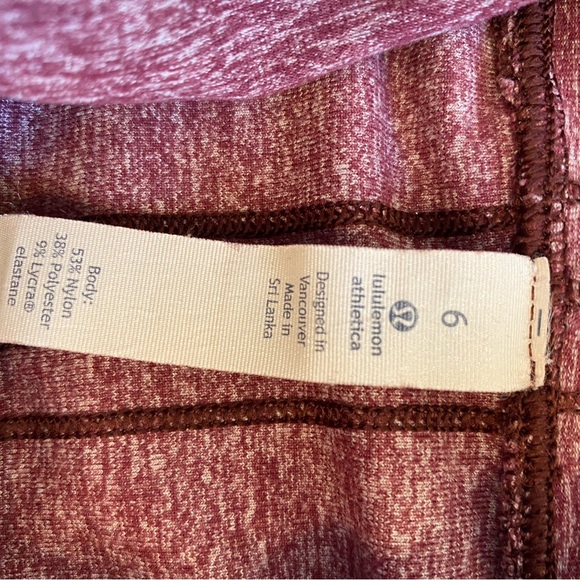 6
lululemon
athletica
Designed in
Vancouver
Made in
Sri Lanka
Body:
53% Nylon
38% Polyester
9% Lycra®
elastane